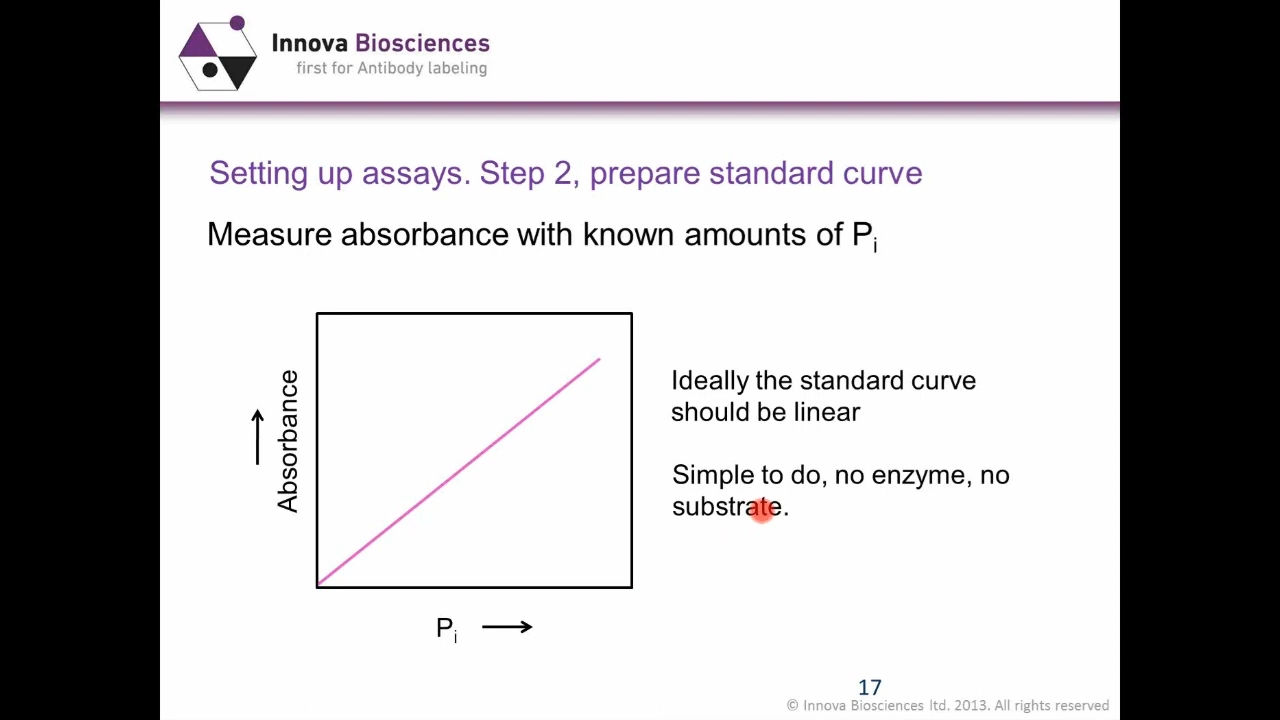 Innova Biosciences
first for Antibody labeling
Setting up assays. Step 2, prepare standard curve
Measure absorbance with known amounts of Pi
Absorbance
Ideally the standard curve
should be linear
Simple to do, no enzyme, no
substrate.
Pi
17
© Innova Biosciences ltd. 2013. All rights reserved